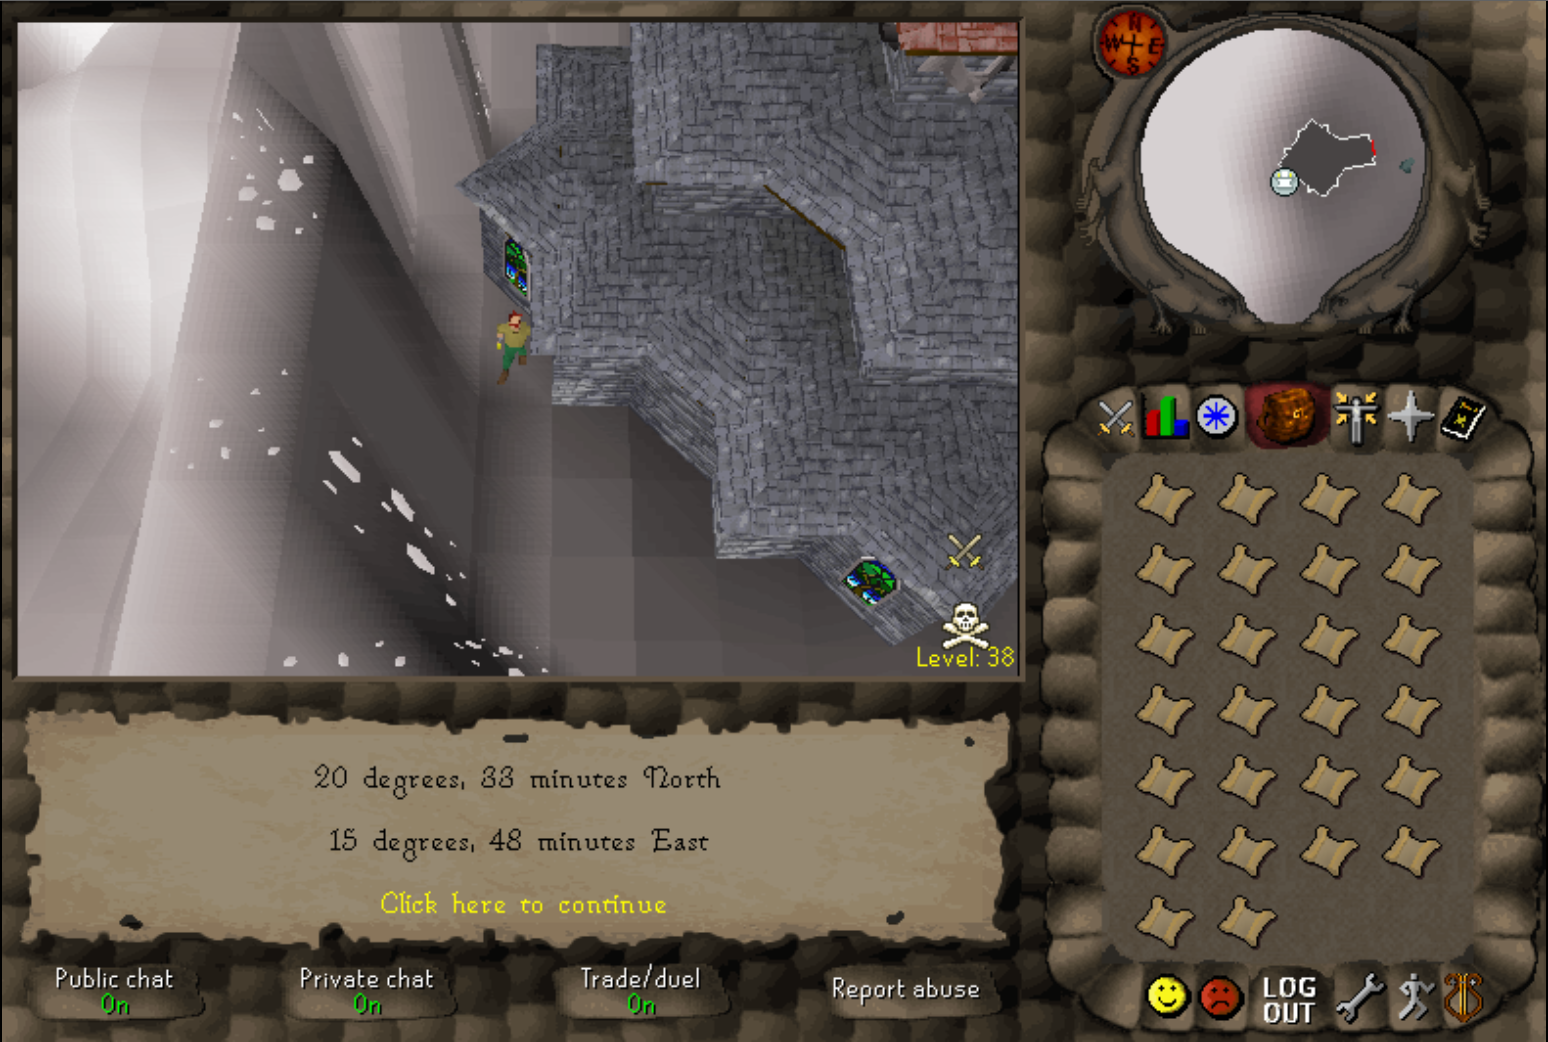 N
W E
S
Level: 38
20 degrees, 33 minutes North
15 degrees, 48 minutes East
Click here to continue
Public chat
On
Private chat
On
Trade/duel
On
Report abuse
LOG
OUT